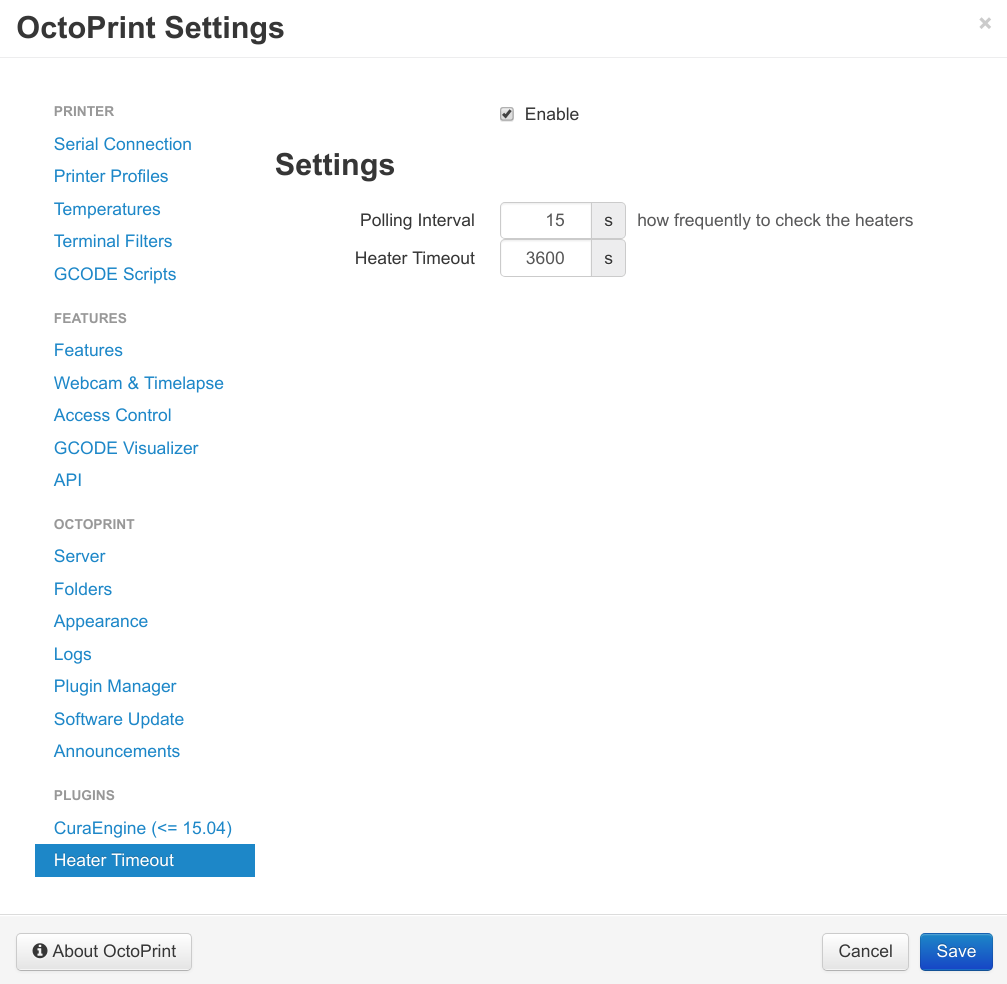 OctoPrint Settings
×
PRINTER
Serial Connection
Printer Profiles
Temperatures
Terminal Filters
GCODE Scripts
FEATURES
Features
Webcam & Timelapse
Access Control
GCODE Visualizer
API
OCTOPRINT
Server
Folders
Appearance
Logs
Plugin Manager
Software Update
Announcements
PLUGINS
CuraEngine (<= 15.04)
Heater Timeout
Enable
Settings
Polling Interval 15 s how frequently to check the heaters
Heater Timeout 3600 s
About OctoPrint
Cancel
Save